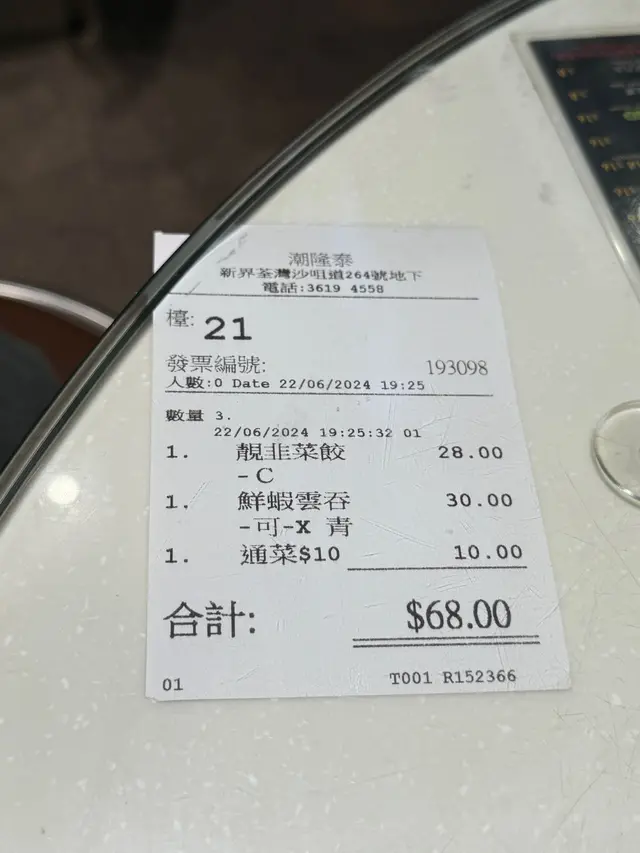 潮隆泰
新界荃灣沙咀道264號地下
電話:3619 4558
檯: 21
發票編號: 193098
人數:0 Date 22/06/2024 19:25
數量 3.
22/06/2024 19:25:32 01
1. 靚韭菜餃 28.00
-C
1. 鮮蝦雲吞 30.00
-可-X 青
1. 通菜$10 10.00
合計: $68.00
01 T001 R152366